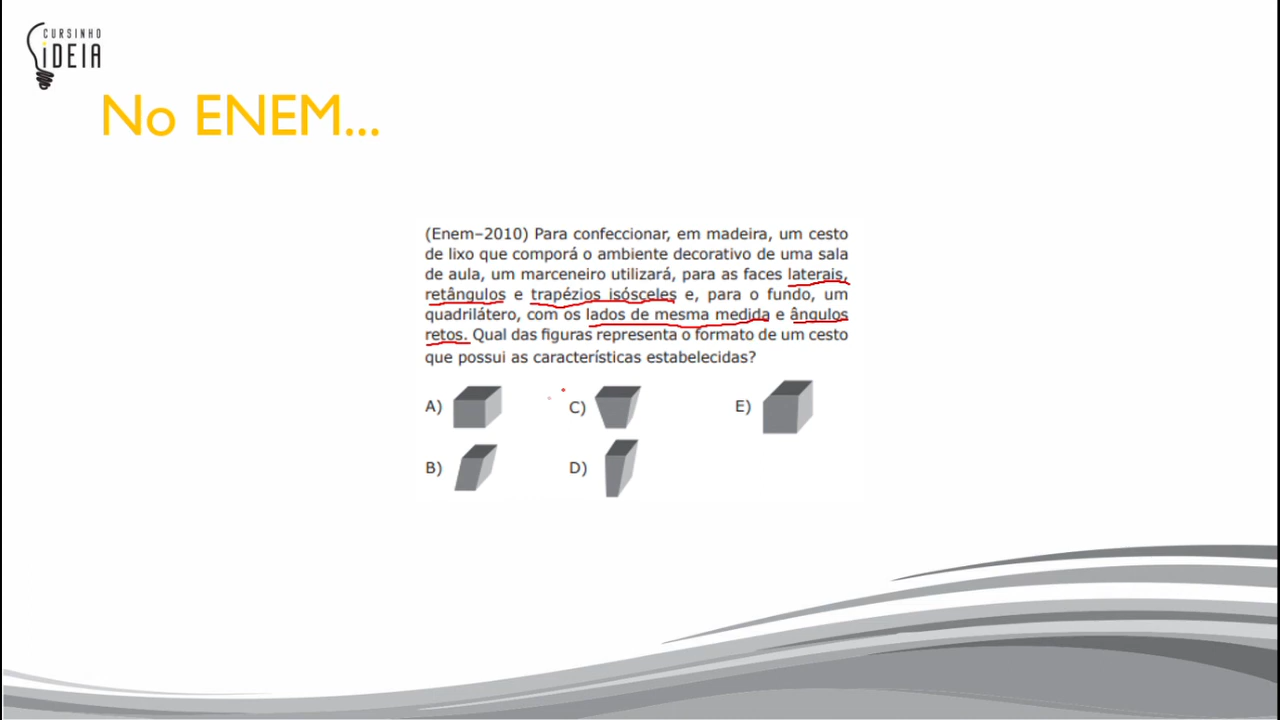 CURSINHO
iDEIA
No ENEM...
(Enem–2010) Para confeccionar, em madeira, um cesto
de lixo que comporá o ambiente decorativo de uma sala
de aula, um marceneiro utilizará, para as faces laterais,
retângulos e trapézios isósceles e, para o fundo, um
quadrilátero, com os lados de mesma medida e ângulos
retos. Qual das figuras representa o formato de um cesto
que possui as características estabelecidas?
A)
C)
E)
B)
D)